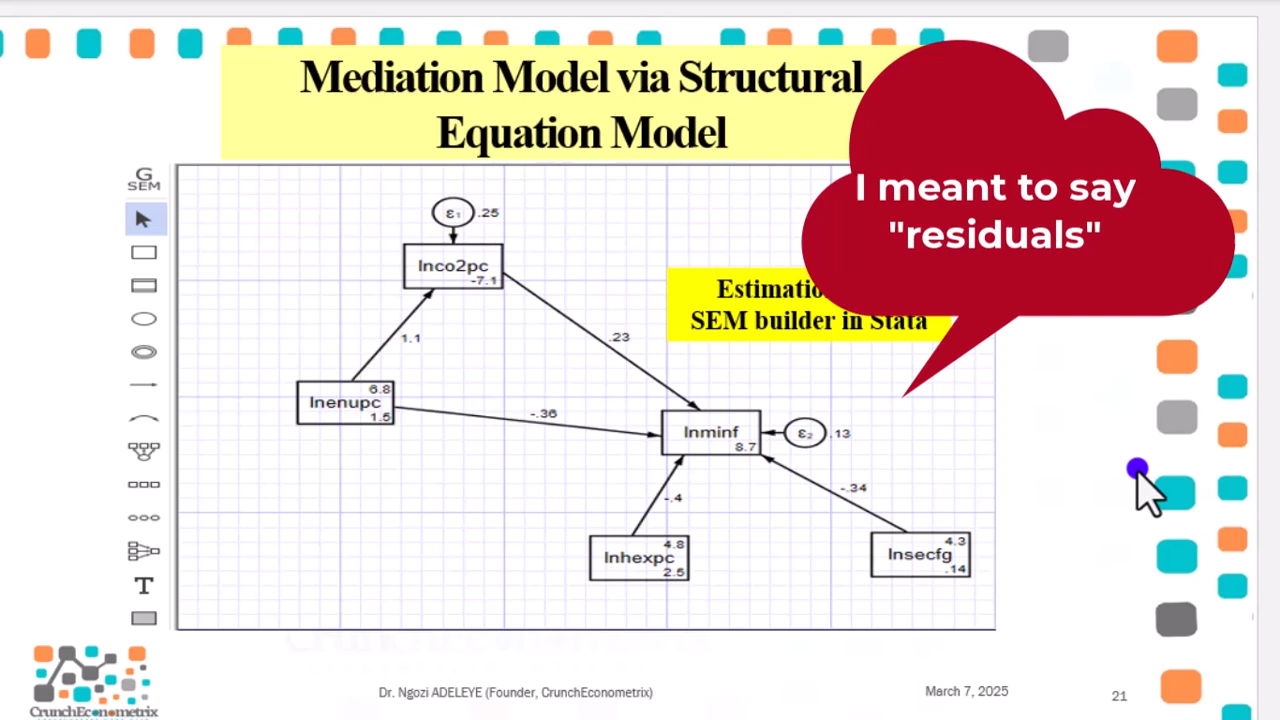 Mediation Model via Structural
Equation Model
I meant to say
"residuals"
G
SEM
ε1 .25
lnco2pc
-7.1
SEM builder in Stata
1.1
.23
6.8
lnenupc
1.5
-.36
lnminf
8.7
ε2 .13
-.4
-.34
4.8
lnhexpc
2.5
4.3
lnsecfg
.14
T
CrunchEconometrix
Dr. Ngozi ADELEYE (Founder, CrunchEconometrix)
March 7, 2025
21